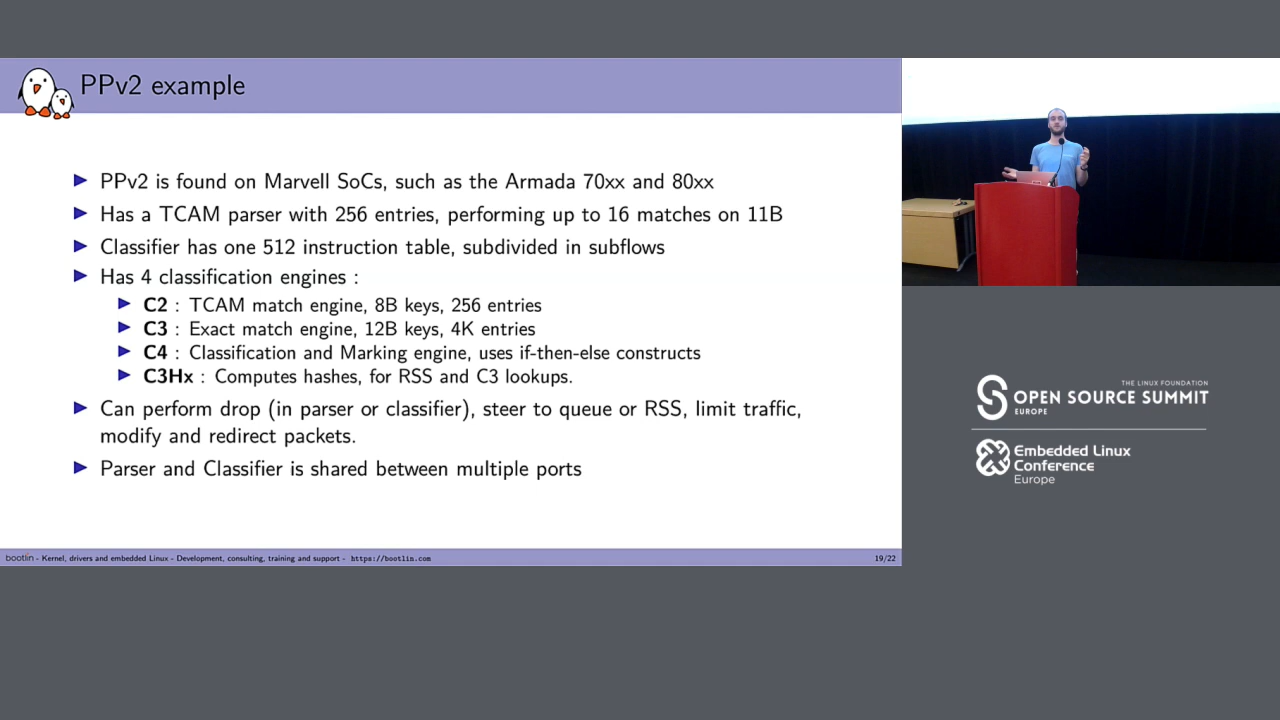 PPv2 example
PPv2 is found on Marvell SoCs, such as the Armada 70xx and 80xx
Has a TCAM parser with 256 entries, performing up to 16 matches on 11B
Classifier has one 512 instruction table, subdivided in subflows
Has 4 classification engines :
C2 : TCAM match engine, 8B keys, 256 entries
C3 : Exact match engine, 12B keys, 4K entries
C4 : Classification and Marking engine, uses if-then-else constructs
C3Hx : Computes hashes, for RSS and C3 lookups.
Can perform drop (in parser or classifier), steer to queue or RSS, limit traffic,
modify and redirect packets.
Parser and Classifier is shared between multiple ports
bootlin - Kernel, drivers and embedded Linux - Development, consulting, training and support - https://bootlin.com
19/22
THE LINUX FOUNDATION
OPEN SOURCE SUMMIT
EUROPE
Embedded Linux
Conference
Europe